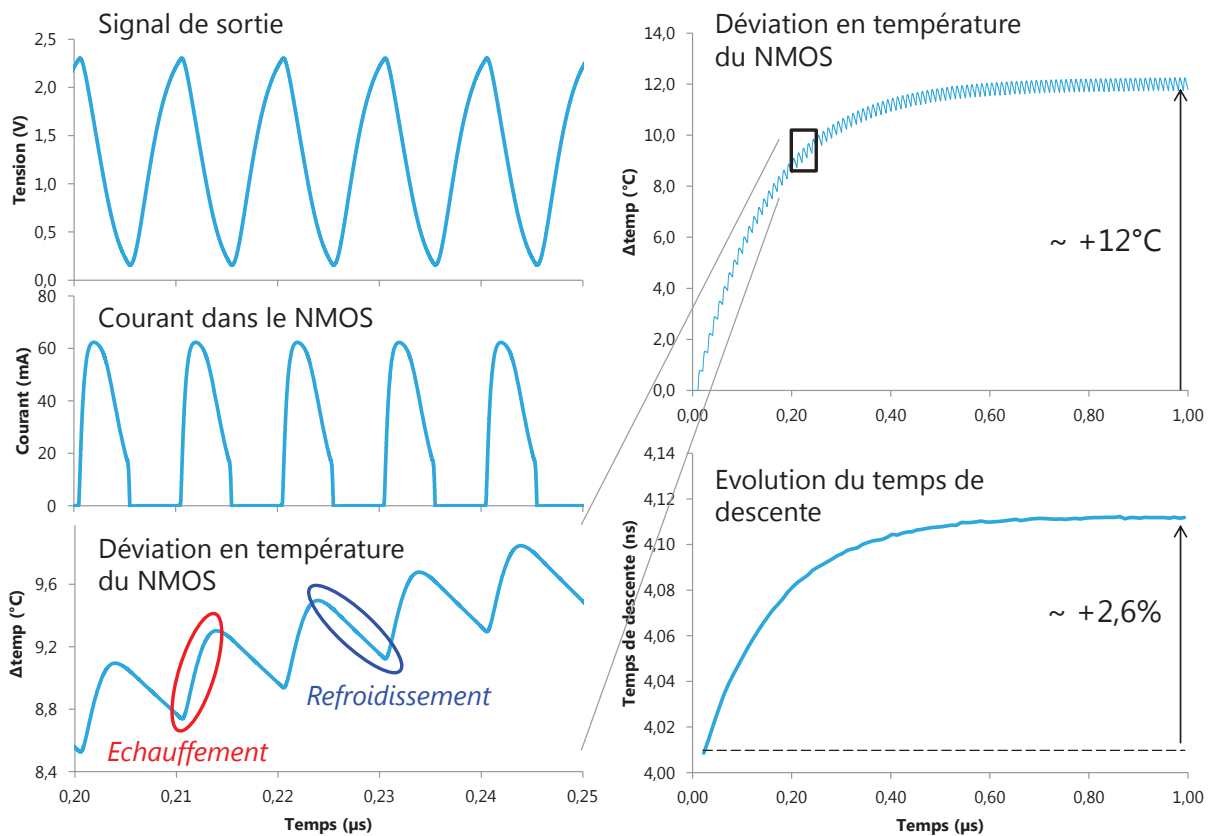 Signal de sortie
Tension (V)
2,5
2,0
1,5
1,0
0,5
0,0
Courant dans le NMOS
Courant (mA)
80
60
40
20
0
Déviation en température
du NMOS
Δtemp (°C)
9,6
9,2
8,8
8,4
Echauffement
Refroidissement
0,20
0,21
0,22
0,23
0,24
0,25
Temps (µs)
Déviation en température
du NMOS
Δtemp (°C)
14,0
12,0
10,0
8,0
6,0
4,0
2,0
0,0
~ +12°C
0,00
0,20
0,40
0,60
0,80
1,00
Evolution du temps de
descente
Temps de descente (ns)
4,14
4,12
4,10
4,08
4,06
4,04
4,02
4,00
~ +2,6%
0,00
0,20
0,40
0,60
0,80
1,00
Temps (µs)